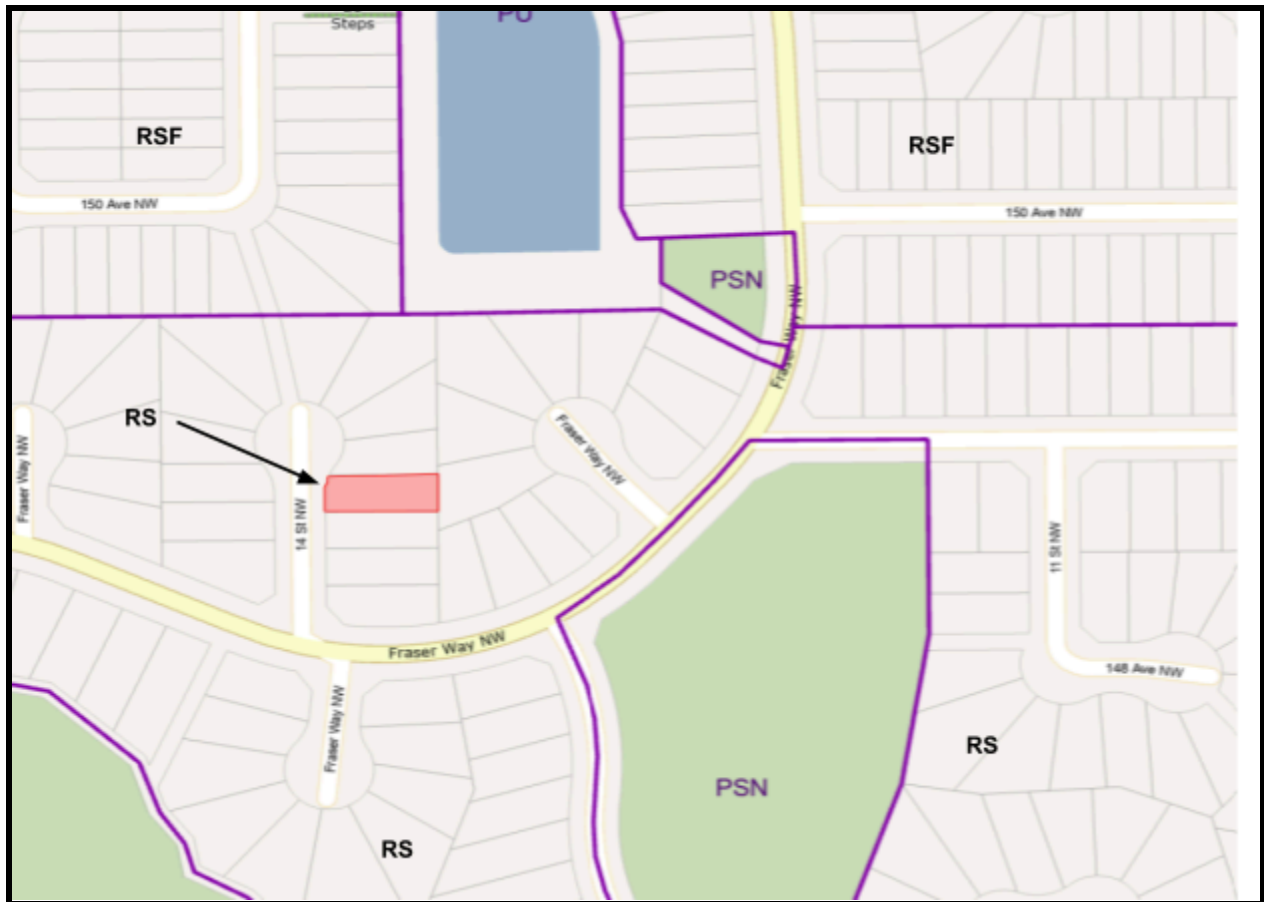 PU
Steps
RSF
RSF
150 Ave NW
150 Ave NW
PSN
Fraser Way NW
RS
Fraser Way NW
Fraser Way NW
14 St NW
11 St NW
Fraser Way NW
148 Ave NW
Fraser Way NW
RS
PSN
RS